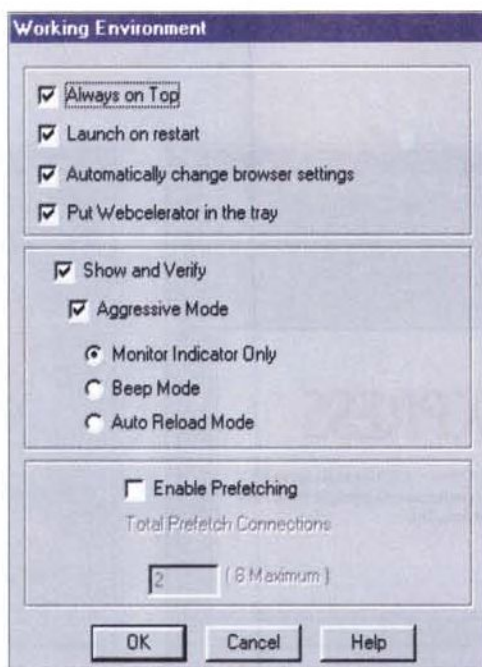 Working Environment
Always on Top
Launch on restart
Automatically change browser settings
Put Webcelerator in the tray
Show and Verify
Aggressive Mode
Monitor Indicator Only
Beep Mode
Auto Reload Mode
Enable Prefetching
Total Prefetch Connections
2 ( 8 Maximum )
OK Cancel Help